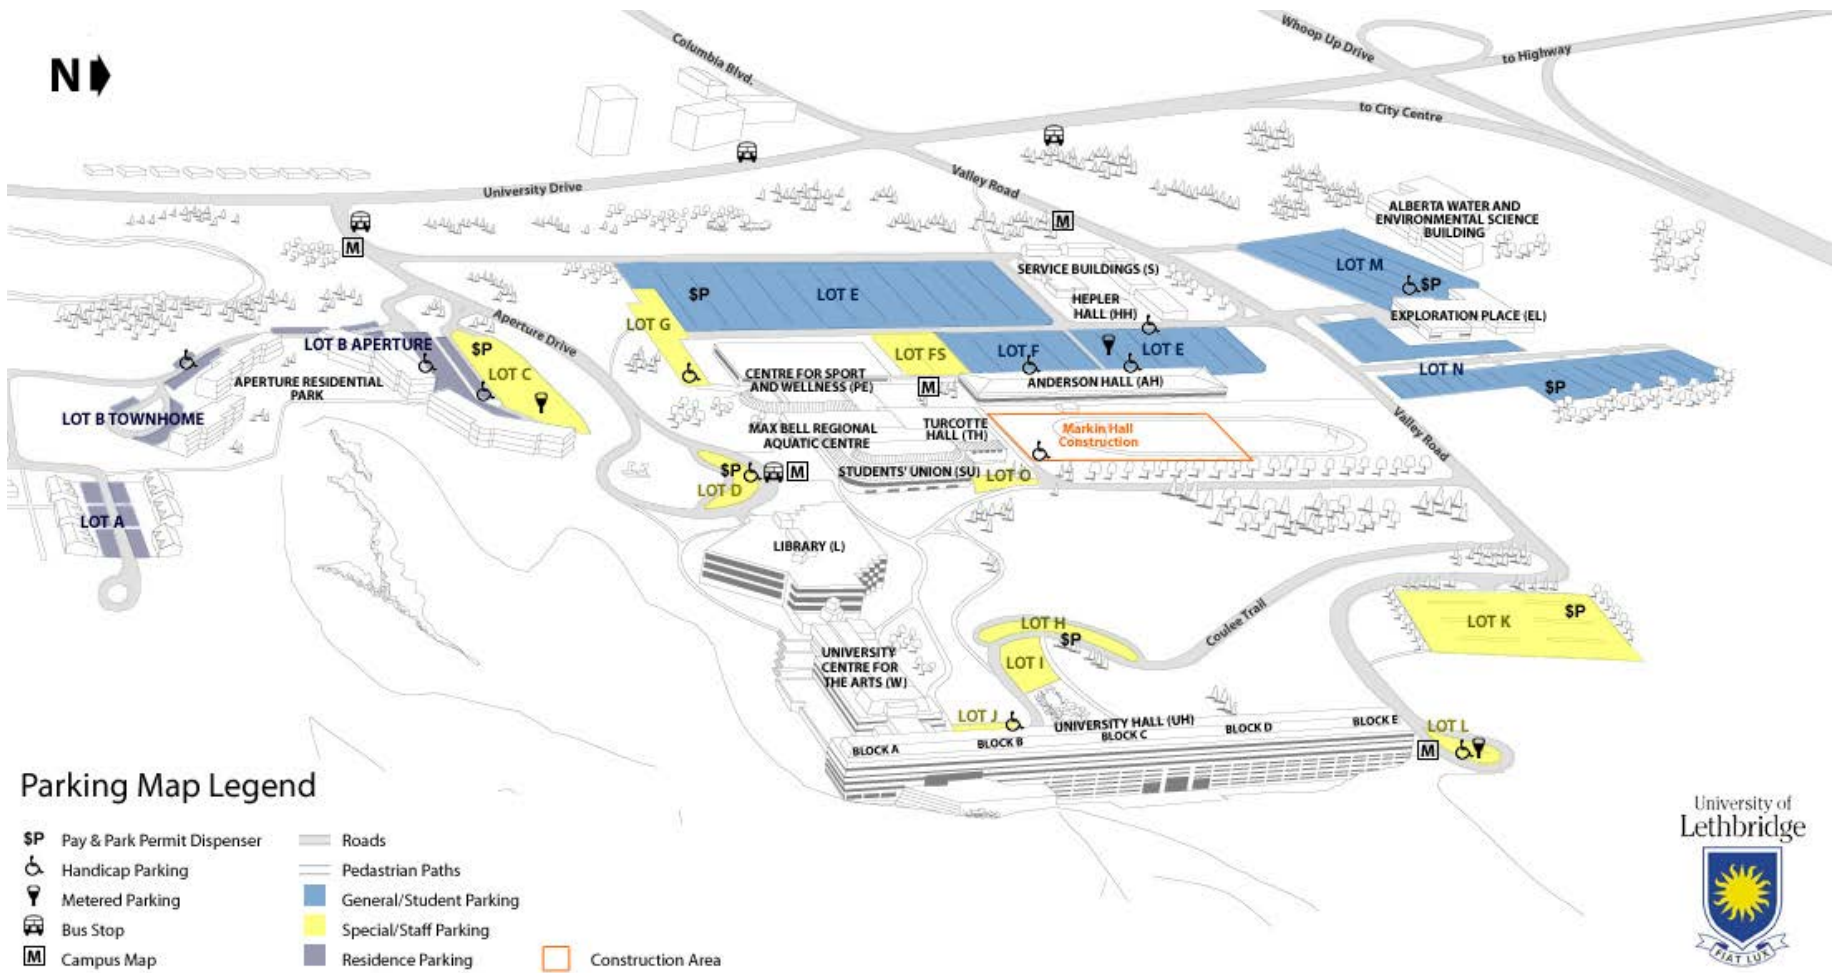 Whoop Up Drive
to Highway
Columbia Blvd.
N
to City Centre
University Drive
Valley Road
M
M
ALBERTA WATER AND
ENVIRONMENTAL SCIENCE
BUILDING
SERVICE BUILDINGS (S)
LOT M
$P
$P
LOT E
HEPLER
HALL (HH)
EXPLORATION PLACE (EL)
LOT G
Aperture Drive
LOT B APERTURE
$P
LOT C
LOT FS
LOT F
LOT E
LOT N
$P
APERTURE RESIDENTIAL
PARK
CENTRE FOR SPORT
AND WELLNESS (PE)
M
ANDERSON HALL (AH)
LOT B TOWNHOME
MAX BELL REGIONAL
AQUATIC CENTRE
TURCOTTE
HALL (TH)
Markin Hall
Construction
Valley Road
$P
M
LOT D
STUDENTS' UNION (SU)
LOT O
LOT A
LIBRARY (L)
Coulee Trail
LOT H
$P
LOT K
$P
LOT I
UNIVERSITY
CENTRE FOR
THE ARTS (W)
LOT J
UNIVERSITY HALL (UH)
BLOCK A
BLOCK B
BLOCK C
BLOCK D
BLOCK E
LOT L
M
Parking Map Legend
$P Pay & Park Permit Dispenser
Handicap Parking
Metered Parking
Bus Stop
M Campus Map
Roads
Pedastrian Paths
General/Student Parking
Special/Staff Parking
Residence Parking
Construction Area
University of
Lethbridge
FIAT LUX